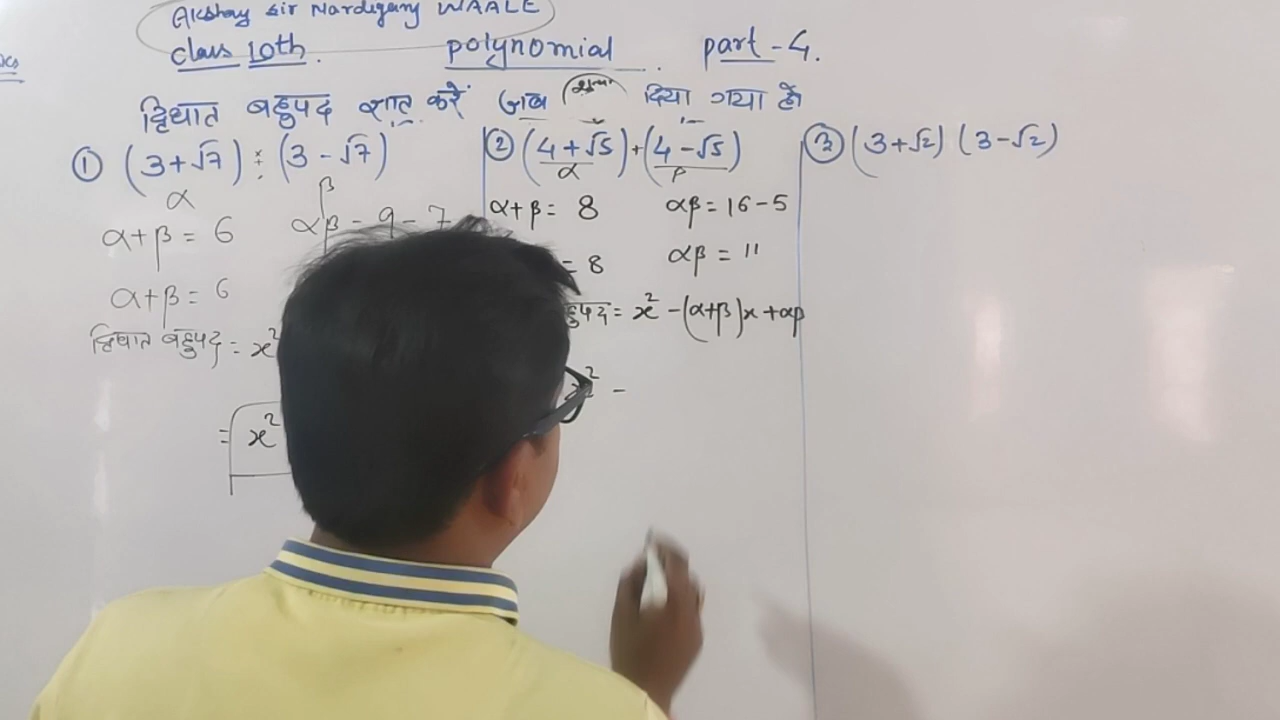 Akshay sir Nardiganj WAALE
class 10th. polynomial . part - 4.
द्विघात बहुपद ज्ञात करें जब शून्यक दिया गया हो
① (3+√7) ; (3-√7)
α β
α+β = 6 αβ = 9-7
α+β = 6
द्विघात बहुपद = x²
= x²
② (4+√5) + (4-√5)
α β
α+β = 8 αβ = 16-5
= 8 αβ = 11
बहुपद = x² - (α+β)x + αβ
x² -
③ (3+√2) (3-√2)